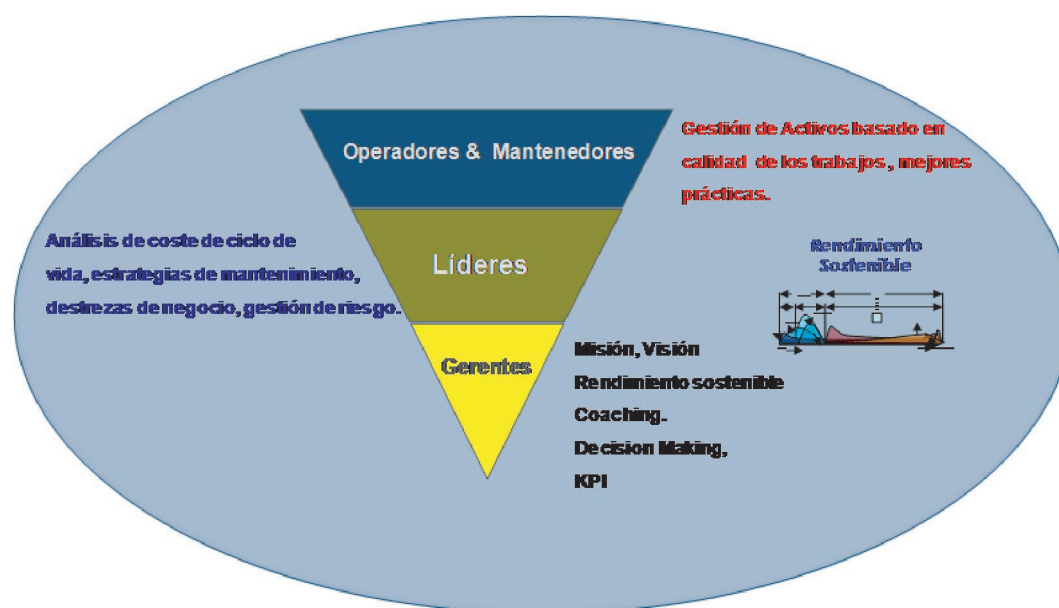 Operadores & Mantenedores
Gestión de Activos basado en
calidad de los trabajos, mejores
prácticas.
Análisis de coste de ciclo de
vida, estrategias de mantenimiento,
destrezas de negocio, gestión de riesgo.
Líderes
Rendimiento
Sostenible
Gerentes
Misión, Visión
Rendimiento sostenible
Coaching.
Decision Making,
KPI